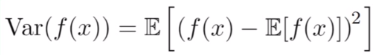 Var(f(x)) = 𝔼[(f(x) − 𝔼[f(x)])²]